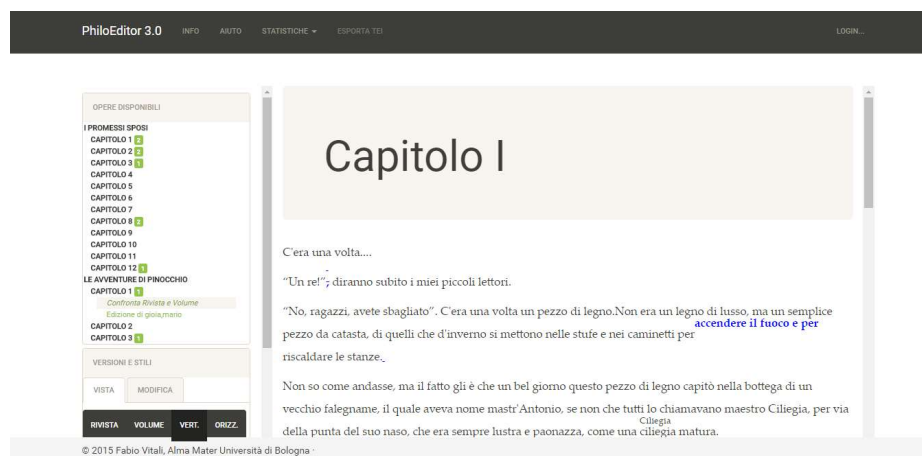 PhiloEditor 3.0 INFO AIUTO STATISTICHE ESPORTA TEI LOGIN...
OPERE DISPONIBILI
I PROMESSI SPOSI
CAPITOLO 1 2
CAPITOLO 2 2
CAPITOLO 3 1
CAPITOLO 4
CAPITOLO 5
CAPITOLO 6
CAPITOLO 7
CAPITOLO 8 2
CAPITOLO 9
CAPITOLO 10
CAPITOLO 11
CAPITOLO 12 1
LE AVVENTURE DI PINOCCHIO
CAPITOLO 1 1
Confronta Rivista e Volume
Edizione di gioia,mario
CAPITOLO 2
CAPITOLO 3 1
VERSIONI E STILI
VISTA MODIFICA
RIVISTA VOLUME VERT. ORIZZ.
Capitolo I
C'era una volta....
“Un re!”; diranno subito i miei piccoli lettori.
“No, ragazzi, avete sbagliato”. C'era una volta un pezzo di legno.Non era un legno di lusso, ma un semplice
accendere il fuoco e per
pezzo da catasta, di quelli che d'inverno si mettono nelle stufe e nei caminetti per
riscaldare le stanze.
Non so come andasse, ma il fatto gli è che un bel giorno questo pezzo di legno capitò nella bottega di un
vecchio falegname, il quale aveva nome mastr'Antonio, se non che tutti lo chiamavano maestro Ciliegia, per via
Ciliegia
della punta del suo naso, che era sempre lustra e paonazza, come una ciliegia matura.
© 2015 Fabio Vitali, Alma Mater Università di Bologna ·